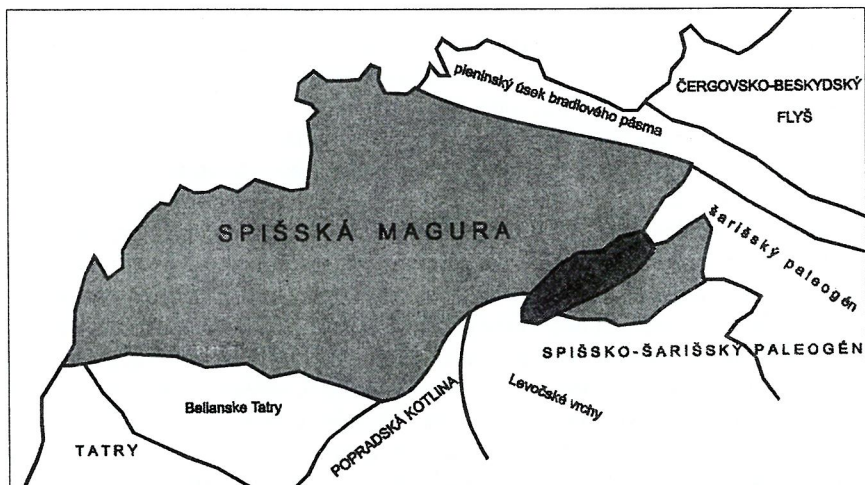 pieninský úsek bradlového pásma
ČERGOVSKO-BESKYDSKÝ
FLYŠ
SPIŠSKÁ MAGURA
šarišský paleogén
SPIŠSKO-ŠARIŠSKÝ PALEOGÉN
Belianske Tatry
POPRADSKÁ KOTLINA
Levočské vrchy
TATRY